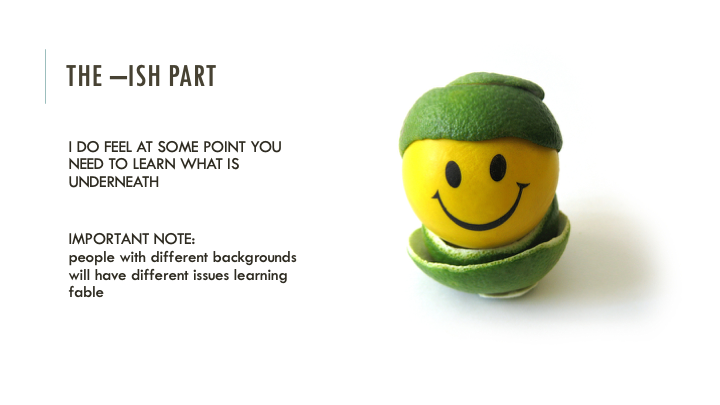 THE –ISH PART
I DO FEEL AT SOME POINT YOU
NEED TO LEARN WHAT IS
UNDERNEATH
IMPORTANT NOTE:
people with different backgrounds
will have different issues learning
fable